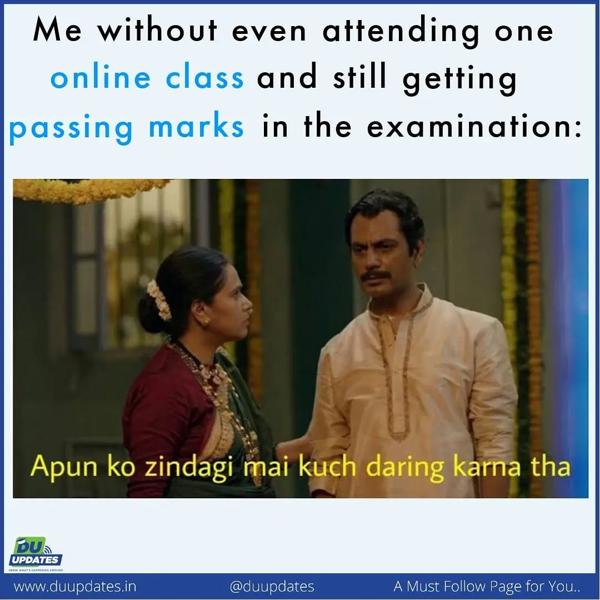 Me without even attending one
online class and still getting
passing marks in the examination:
Apun ko zindagi mai kuch daring karna tha
DU
UPDATES
www.duupdates.in @duupdates A Must Follow Page for You..